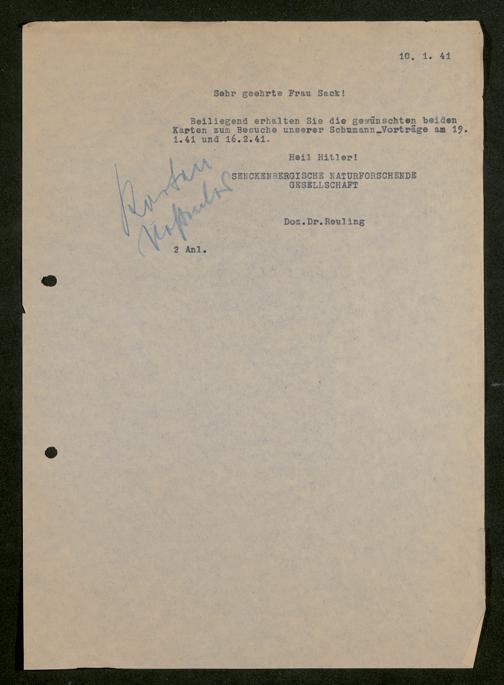 10. 1. 41
Sehr geehrte Frau Sack!
Beiliegend erhalten Sie die gewünschten beiden
Karten zum Besuche unserer Schumann-Vorträge am 19.
1.41 und 16.2.41.
Heil Hitler!
SENCKENBERGISCHE NATURFORSCHENDE
GESELLSCHAFT
Karten
Doz.Dr.Reuling
2 Anl.